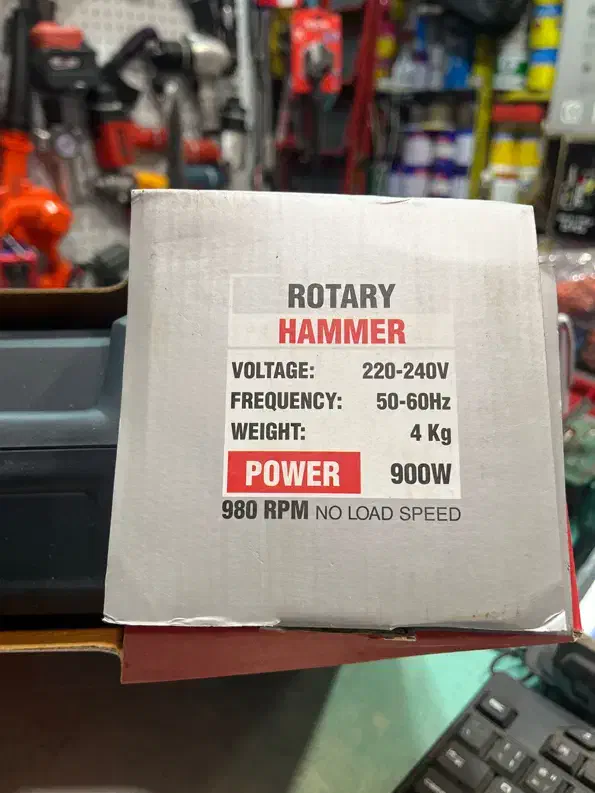 ROTARY
HAMMER
VOLTAGE: 220-240V
FREQUENCY: 50-60Hz
WEIGHT: 4 Kg
POWER 900W
980 RPM NO LOAD SPEED